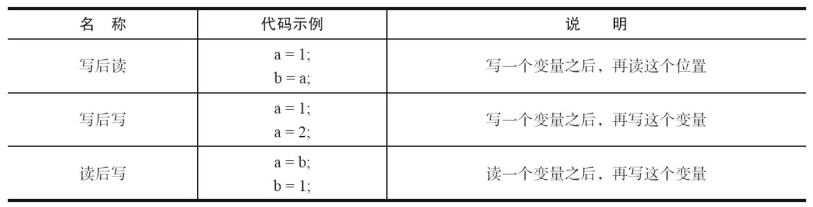 名 称 代码示例 说 明
写后读 a = 1; b = a; 写一个变量之后，再读这个位置
写后写 a = 1; a = 2; 写一个变量之后，再写这个变量
读后写 a = b; b = 1; 读一个变量之后，再写这个变量